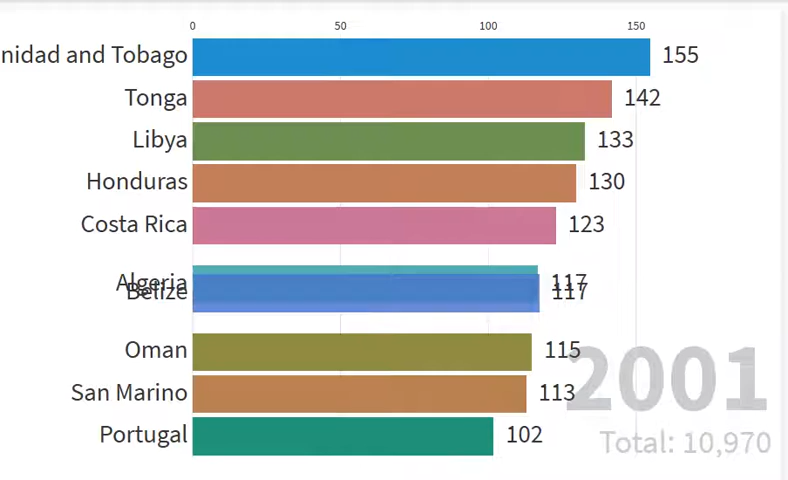 0 50 100 150
nidad and Tobago 155
Tonga 142
Libya 133
Honduras 130
Costa Rica 123
Algeria 117
Belize 117
Oman 115
San Marino 113
Portugal 102
2001
Total: 10,970